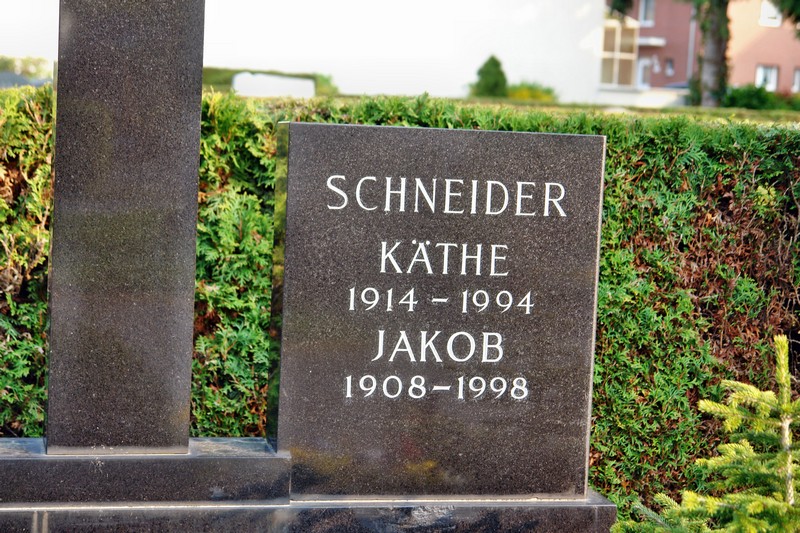 SCHNEIDER
KÄTHE
1914 – 1994
JAKOB
1908–1998